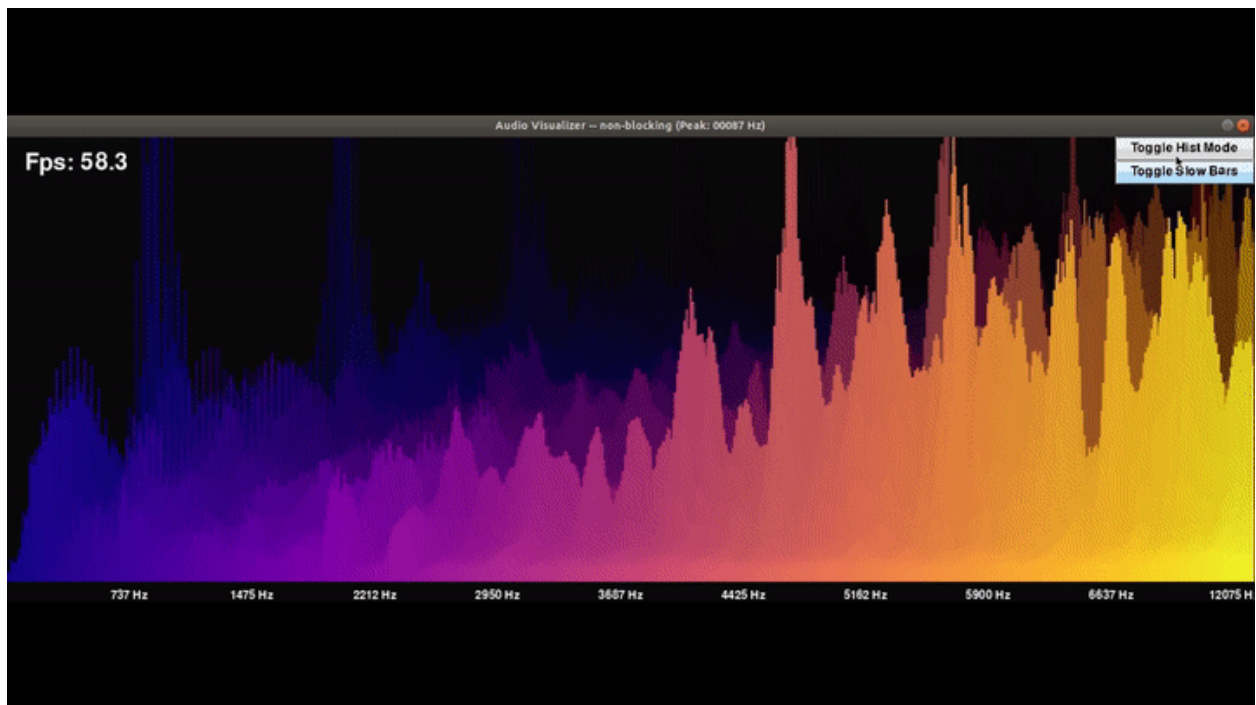 Audio Visualizer -- non-blocking (Peak: 00087 Hz)
Fps: 58.3
Toggle Hist Mode
Toggle Slow Bars
737 Hz 1475 Hz 2212 Hz 2950 Hz 3687 Hz 4425 Hz 5162 Hz 5900 Hz 6637 Hz 12075 H